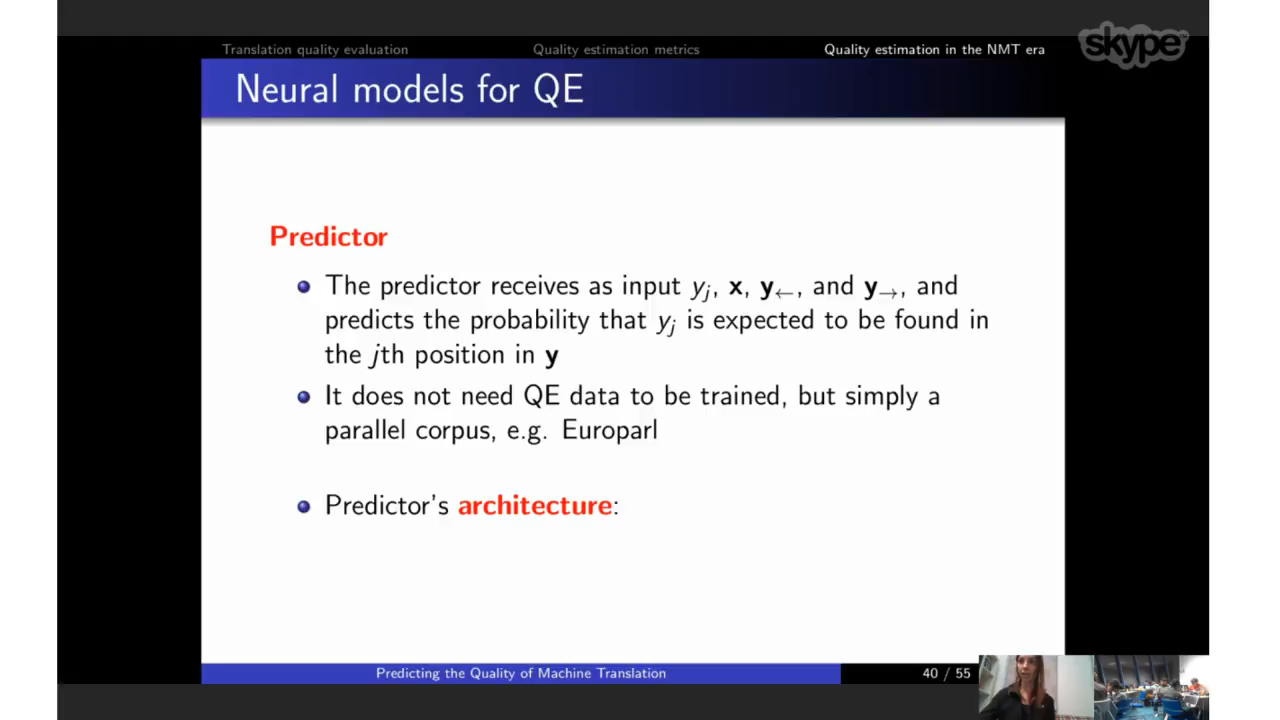 Translation quality evaluation
Quality estimation metrics
Quality estimation in the NMT era
skype
Neural models for QE
Predictor
The predictor receives as input yⱼ, x, y←, and y→, and
predicts the probability that yⱼ is expected to be found in
the jth position in y
It does not need QE data to be trained, but simply a
parallel corpus, e.g. Europarl
Predictor's architecture:
Predicting the Quality of Machine Translation
40 / 55